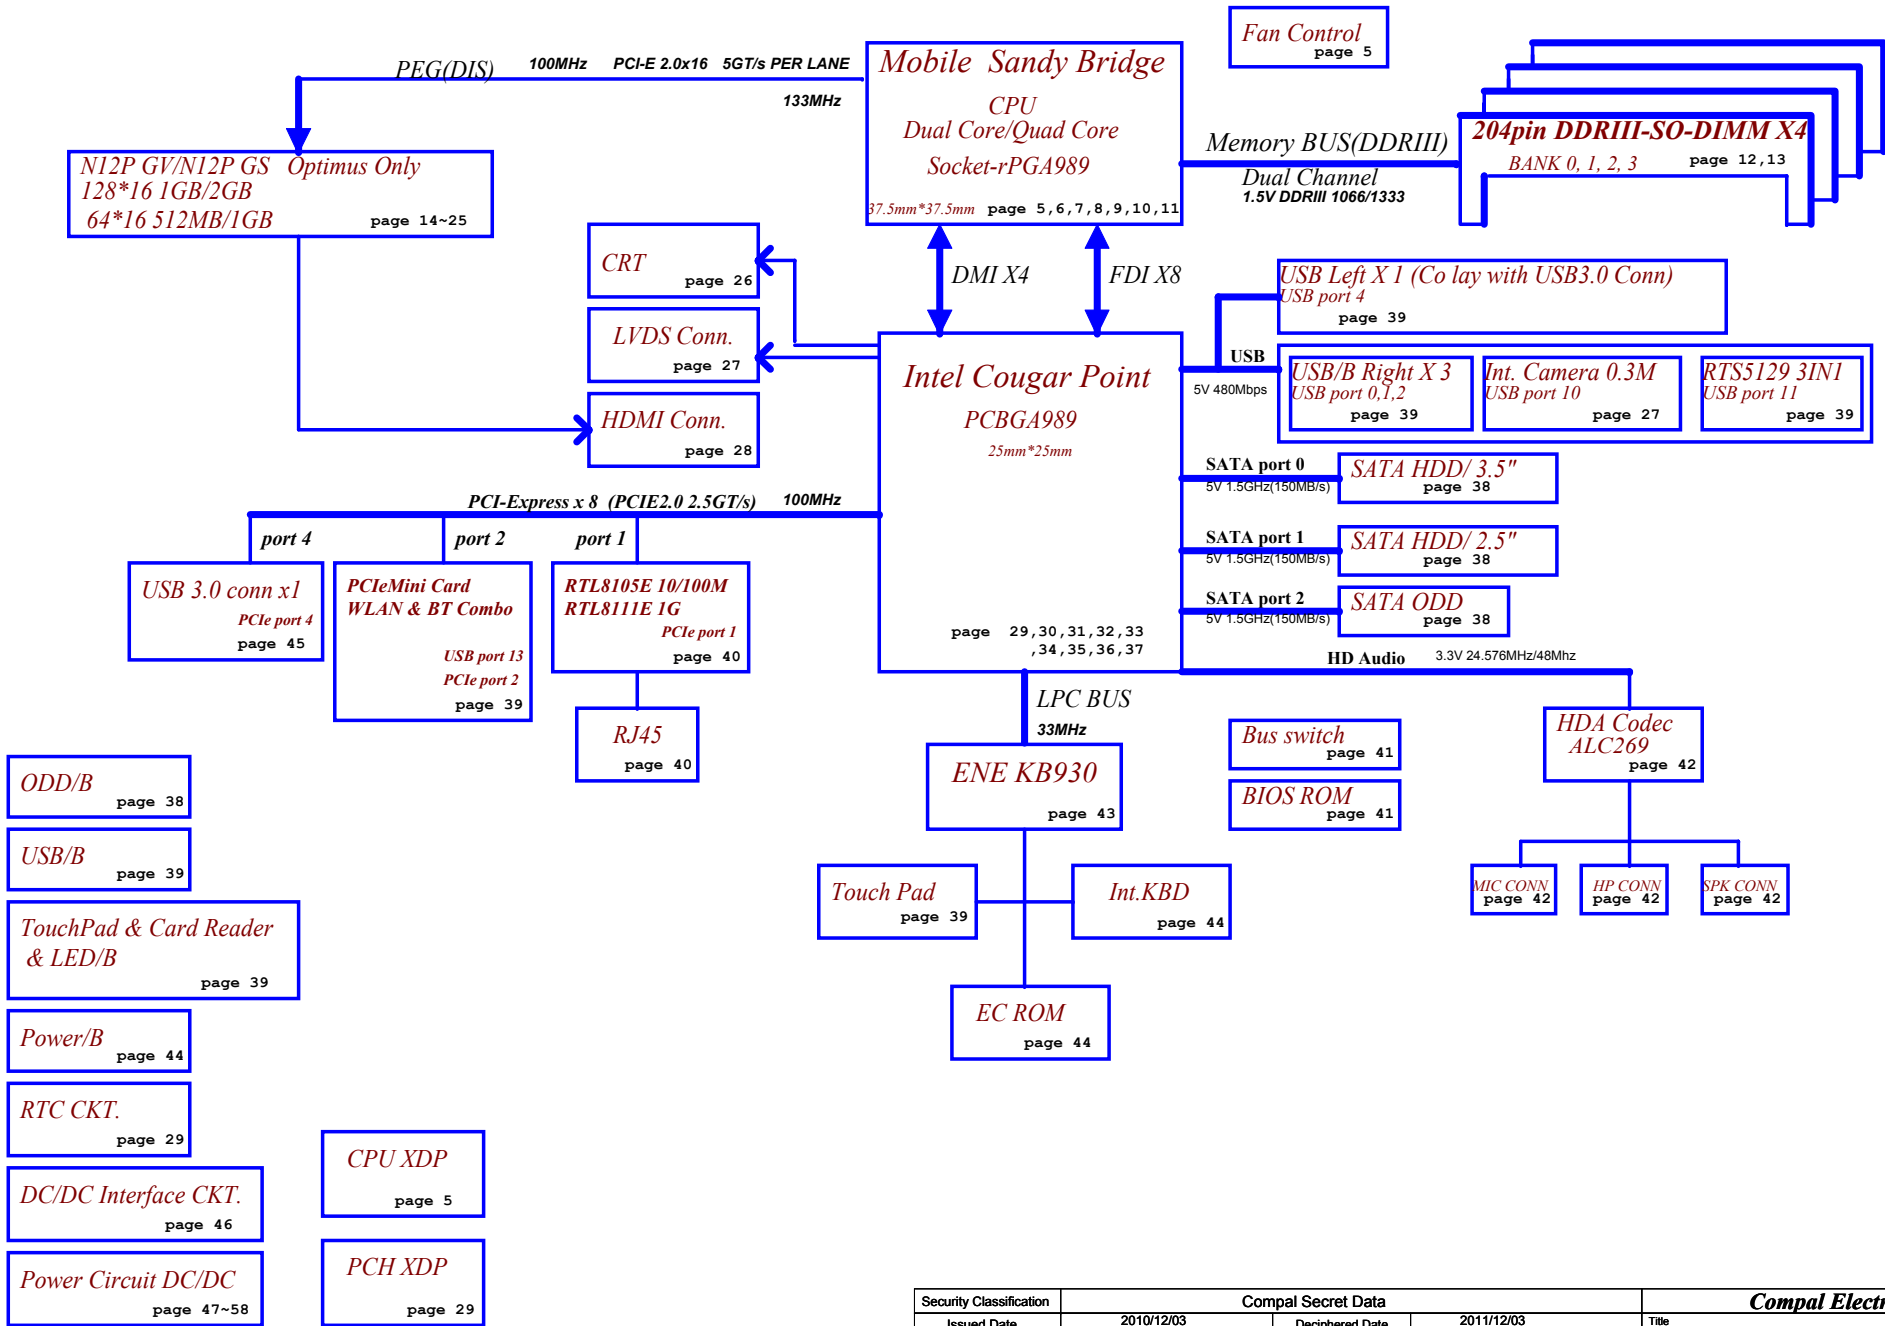 Fan Control
page 5
PEG(DIS)
100MHz PCI-E 2.0x16 5GT/s PER LANE
133MHz
Mobile Sandy Bridge
CPU
Dual Core/Quad Core
Socket-rPGA989
37.5mm*37.5mm page 5,6,7,8,9,10,11
Memory BUS(DDRIII)
Dual Channel
1.5V DDRIII 1066/1333
204pin DDRIII-SO-DIMM X4
BANK 0, 1, 2, 3 page 12,13
N12P GV/N12P GS Optimus Only
128*16 1GB/2GB
64*16 512MB/1GB
page 14~25
CRT
page 26
LVDS Conn.
page 27
HDMI Conn.
page 28
DMI X4
FDI X8
Intel Cougar Point
PCBGA989
25mm*25mm
page 29,30,31,32,33
,34,35,36,37
USB
5V 480Mbps
USB Left X 1 (Co lay with USB3.0 Conn)
USB port 4
page 39
USB/B Right X 3
USB port 0,1,2
page 39
Int. Camera 0.3M
USB port 10
page 27
RTS5129 3IN1
USB port 11
page 39
SATA port 0
5V 1.5GHz(150MB/s)
SATA HDD/ 3.5"
page 38
SATA port 1
5V 1.5GHz(150MB/s)
SATA HDD/ 2.5"
page 38
SATA port 2
5V 1.5GHz(150MB/s)
SATA ODD
page 38
HD Audio
3.3V 24.576MHz/48Mhz
PCI-Express x 8 (PCIE2.0 2.5GT/s) 100MHz
port 4
port 2
port 1
USB 3.0 conn x1
PCIe port 4
page 45
PCIeMini Card
WLAN & BT Combo
USB port 13
PCIe port 2
page 39
RTL8105E 10/100M
RTL8111E 1G
PCIe port 1
page 40
RJ45
page 40
LPC BUS
33MHz
ENE KB930
page 43
Bus switch
page 41
BIOS ROM
page 41
HDA Codec
ALC269
page 42
MIC CONN
page 42
HP CONN
page 42
SPK CONN
page 42
Touch Pad
page 39
Int.KBD
page 44
EC ROM
page 44
ODD/B
page 38
USB/B
page 39
TouchPad & Card Reader
& LED/B
page 39
Power/B
page 44
RTC CKT.
page 29
DC/DC Interface CKT.
page 46
Power Circuit DC/DC
page 47~58
CPU XDP
page 5
PCH XDP
page 29
Security Classification
Compal Secret Data
Compal Electr
Issued Date
2010/12/03
Deciphered Date
2011/12/03
Title